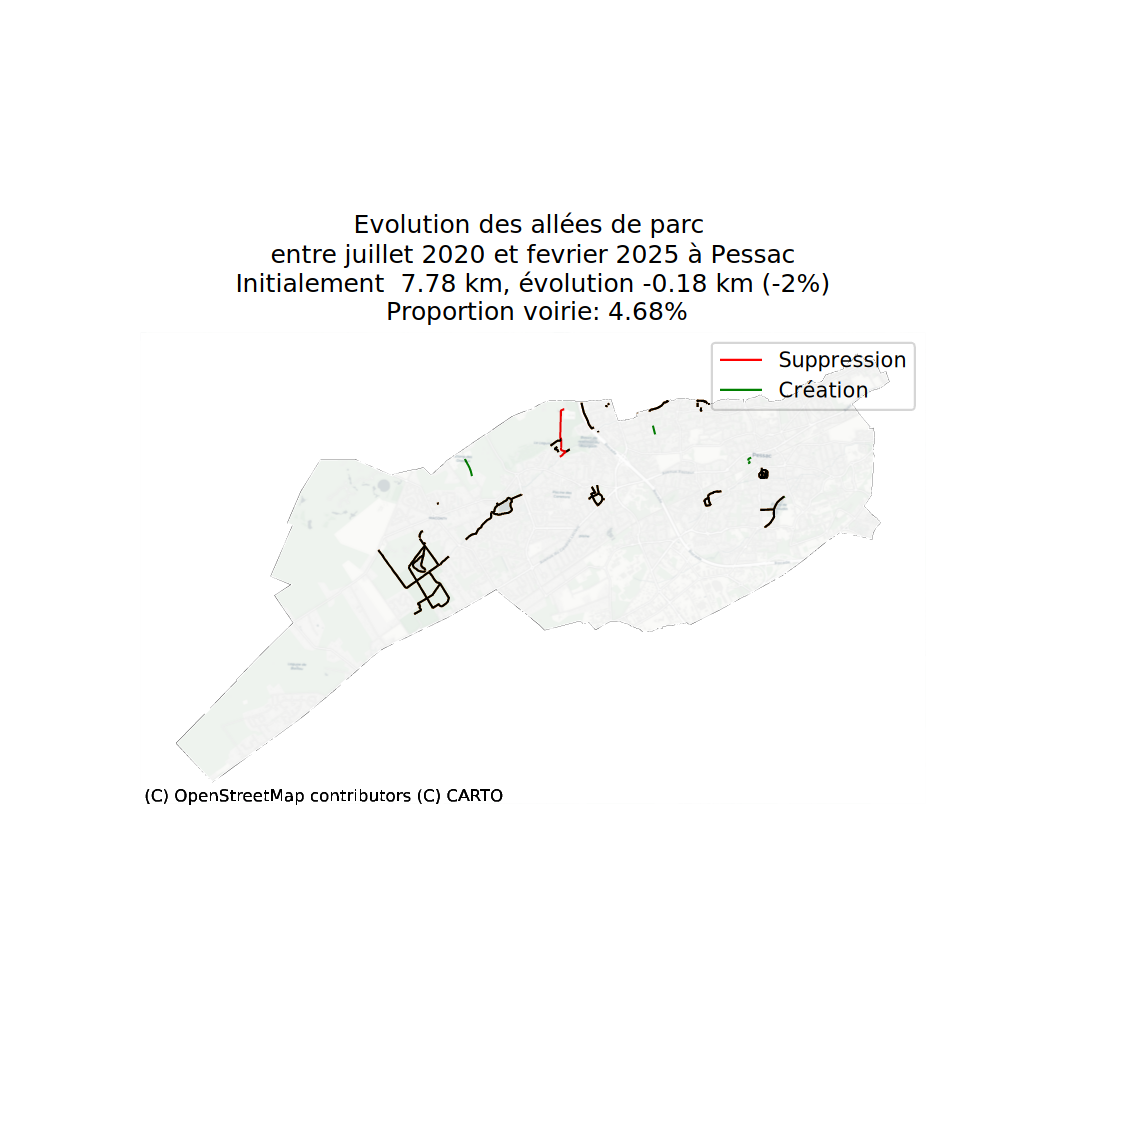 Evolution des allées de parc
entre juillet 2020 et fevrier 2025 à Pessac
Initialement  7.78 km, évolution -0.18 km (-2%)
Proportion voirie: 4.68%
Suppression
Création
Pessac
(C) OpenStreetMap contributors (C) CARTO